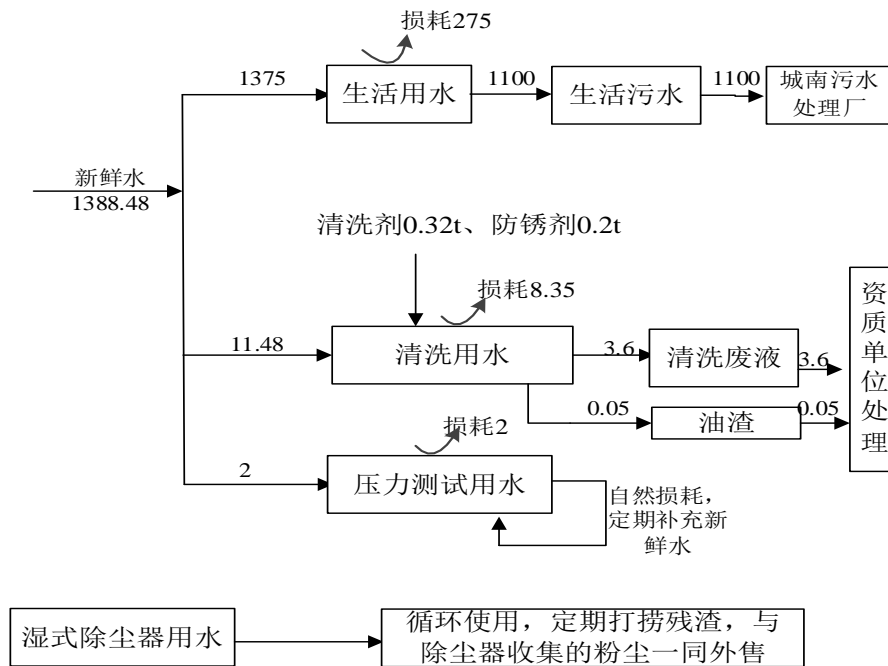 损耗275
1375
生活用水
1100
生活污水
1100
城南污水
处理厂
新鲜水
1388.48
清洗剂0.32t、防锈剂0.2t
损耗8.35
11.48
清洗用水
3.6
清洗废液
3.6
资
质
单
位
处
理
0.05
油渣
0.05
损耗2
2
压力测试用水
自然损耗，
定期补充新
鲜水
湿式除尘器用水
循环使用，定期打捞残渣，与
除尘器收集的粉尘一同外售